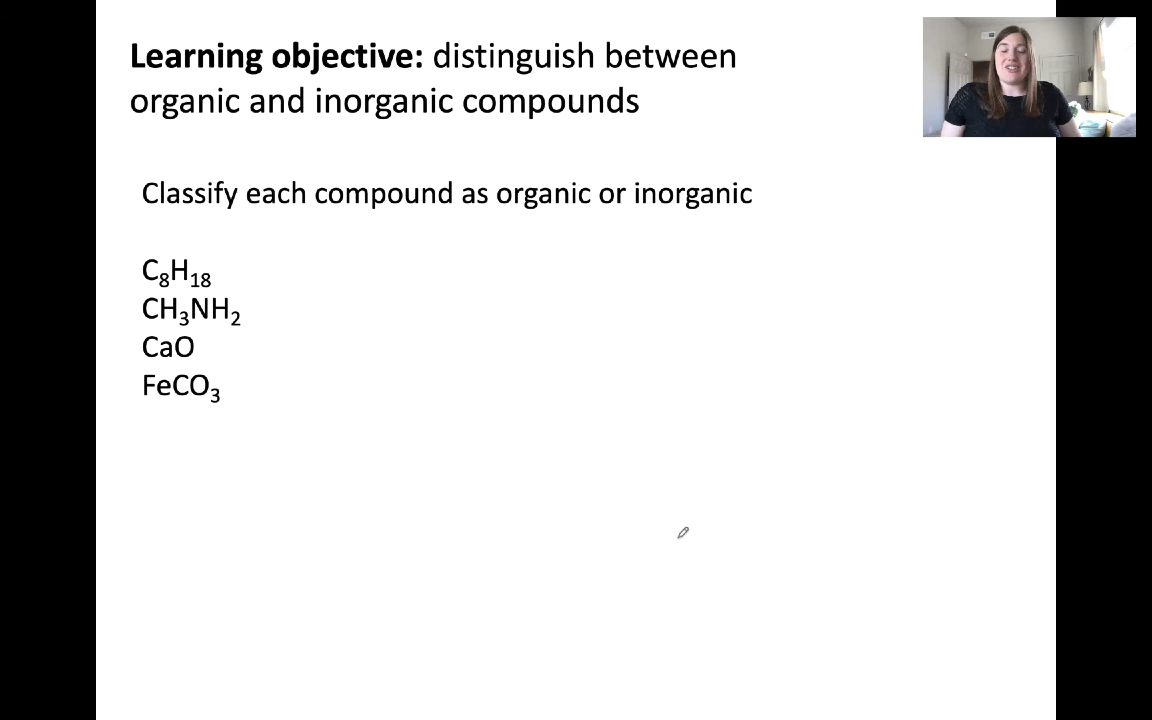 Learning objective: distinguish between
organic and inorganic compounds
Classify each compound as organic or inorganic
C₈H₁₈
CH₃NH₂
CaO
FeCO₃